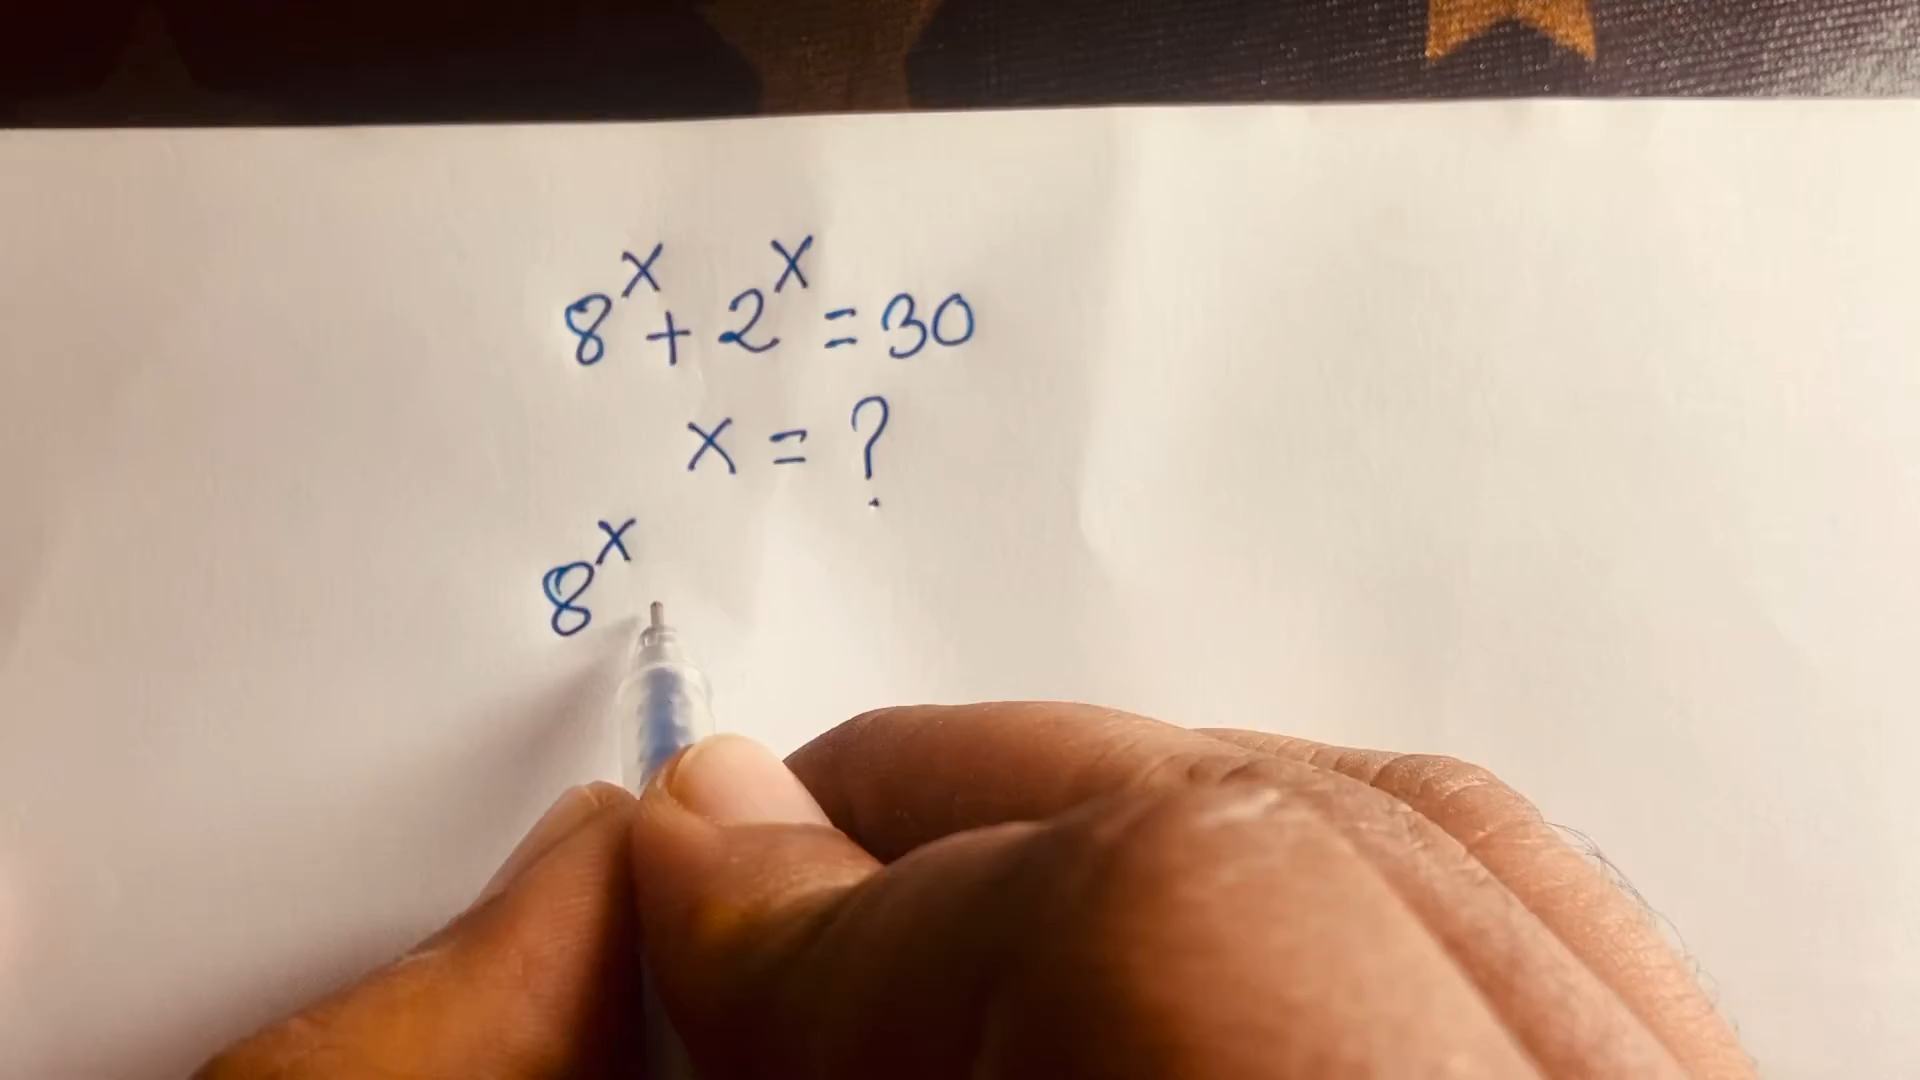 8^x + 2^x = 30
x = ?
8^x